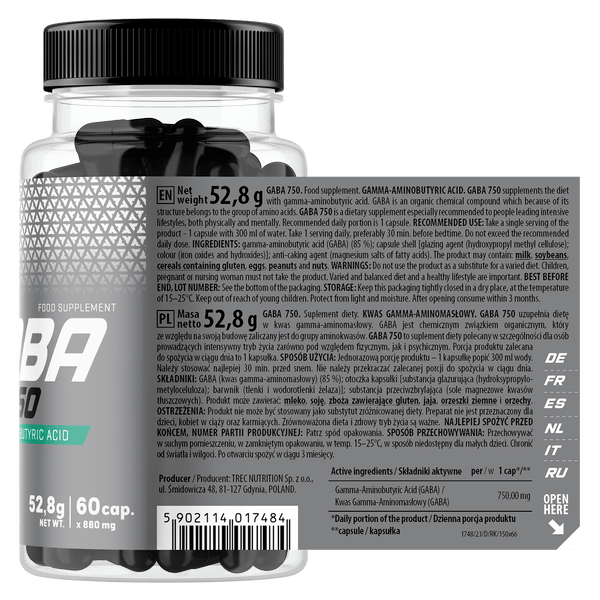 FOOD SUPPLEMENT
BA
50
BUTYRIC ACID
52,8g 60cap.
NET WT. x 880 mg
EN Net weight 52,8 g GABA 750. Food supplement. GAMMA-AMINOBUTYRIC ACID. GABA 750 supplements the diet
with gamma-aminobutyric acid. GABA is an organic chemical compound which because of its
structure belongs to the group of amino acids. GABA 750 is a dietary supplement especially recommended to people leading intensive
lifestyles, both physically and mentally. Recommended daily portion is 1 capsule. RECOMMENDED USE: Take a single serving of the
product - 1 capsule with 300 ml of water. Take 1 serving daily, preferably 30 min. before bedtime. Do not exceed the recommended
daily dose. INGREDIENTS: gamma-aminobutyric acid (GABA) (85 %); capsule shell [glazing agent (hydroxypropyl methyl cellulose);
colour (iron oxides and hydroxides)]; anti-caking agent (magnesium salts of fatty acids). The product may contain: milk, soybeans,
cereals containing gluten, eggs, peanuts and nuts. WARNINGS: Do not use the product as a substitute for a varied diet. Children,
pregnant or nursing woman must not take the product. Varied and balanced diet and a healthy lifestyle are important. BEST BEFORE
END, LOT NUMBER: See the bottom of the packaging. STORAGE: Keep this packaging tightly closed in a dry place, at the temperature
of 15–25°C. Keep out of reach of young children. Protect from light and moisture. After opening consume within 3 months.
PL Masa netto 52,8 g GABA 750. Suplement diety. KWAS GAMMA-AMINOMASŁOWY. GABA 750 uzupełnia dietę
w kwas gamma-aminomasłowy. GABA jest chemicznym związkiem organicznym, który
ze względu na swoją budowę zaliczany jest do grupy aminokwasów. GABA 750 to suplement diety polecany w szczególności dla osób
prowadzących intensywny tryb życia zarówno pod względem fizycznym, jak i psychicznym. Porcja produktu zalecana
do spożycia w ciągu dnia to 1 kapsułka. SPOSÓB UŻYCIA: Jednorazową porcję produktu – 1 kapsułkę popić 300 ml wody.
Należy stosować najlepiej 30 min. przed snem. Nie należy przekraczać zalecanej porcji do spożycia w ciągu dnia.
SKŁADNIKI: GABA (kwas gamma-aminomasłowy) (85 %); otoczka kapsułki [substancja glazurująca (hydroksypropylo-
metyloceluloza); barwnik (tlenki i wodorotlenki żelaza)]; substancja przeciwzbrylająca (sole magnezowe kwasów
tłuszczowych). Produkt może zawierać: mleko, soję, zboża zawierające gluten, jaja, orzeszki ziemne i orzechy.
OSTRZEŻENIA: Produkt nie może być stosowany jako substytut zróżnicowanej diety. Preparat nie jest przeznaczony dla
dzieci, kobiet w ciąży oraz karmiących. Zrównoważona dieta i zdrowy tryb życia są ważne. NAJLEPIEJ SPOŻYĆ PRZED
KOŃCEM, NUMER PARTII PRODUKCYJNEJ: Patrz spód opakowania. SPOSÓB PRZECHOWYWANIA: Przechowywać
w suchym pomieszczeniu, w zamkniętym opakowaniu, w temp. 15–25°C, w sposób niedostępny dla małych dzieci. Chronić
od światła i wilgoci. Po otwarciu spożyć w ciągu 3 miesięcy.
Producer / Producent: TREC NUTRITION Sp. z o.o.,
ul. Śmidowicza 48, 81-127 Gdynia, POLAND.
5 902114 017484
Active ingredients / Składniki aktywne per / w 1 cap*/**
Gamma-Aminobutyric Acid (GABA) /
Kwas Gamma-Aminomasłowy (GABA) 750,00 mg
*Daily portion of the product / Dzienna porcja produktu
**capsule / kapsułka
1748/23/D/RK/150x66
DE
FR
ES
NL
IT
RU
OPEN
HERE